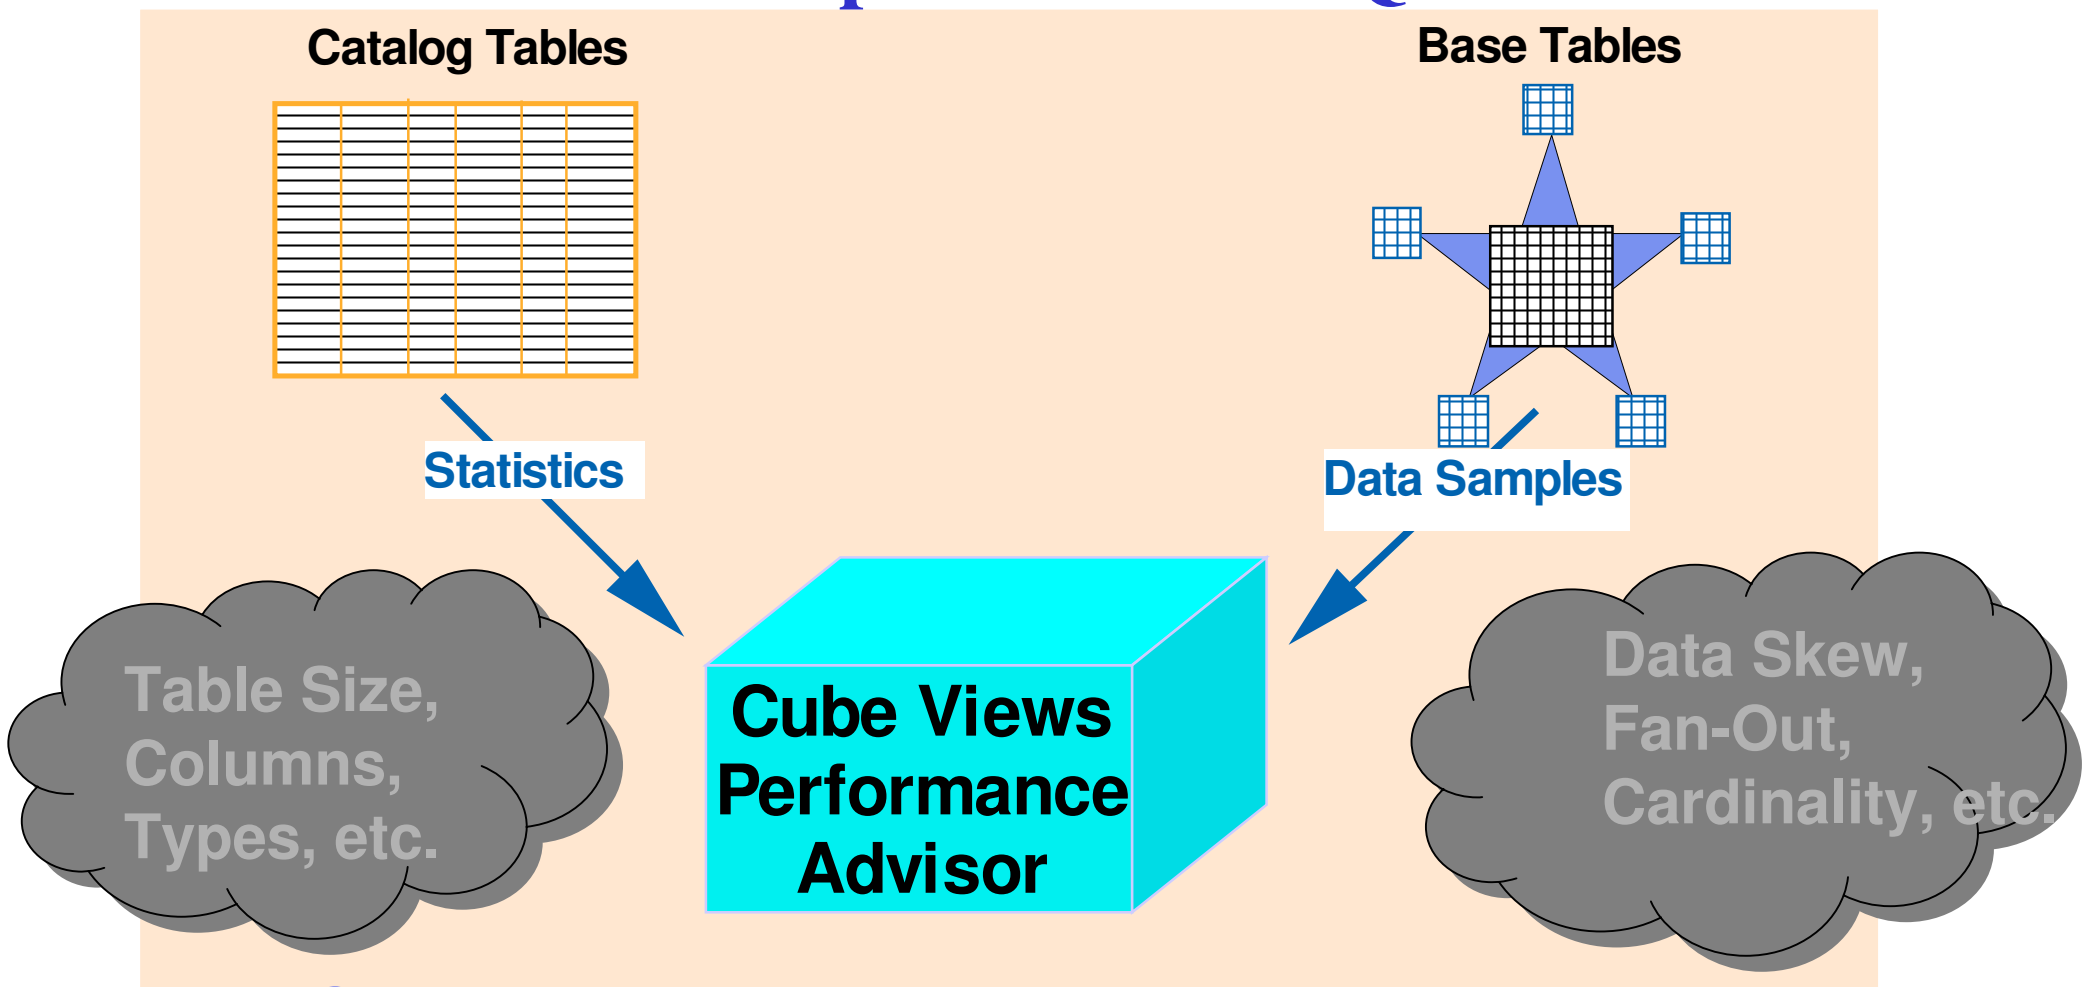 Catalog Tables
Base Tables
Statistics
Data Samples
Table Size,
Columns,
Types, etc.
Cube Views
Performance
Advisor
Data Skew,
Fan-Out,
Cardinality, etc.